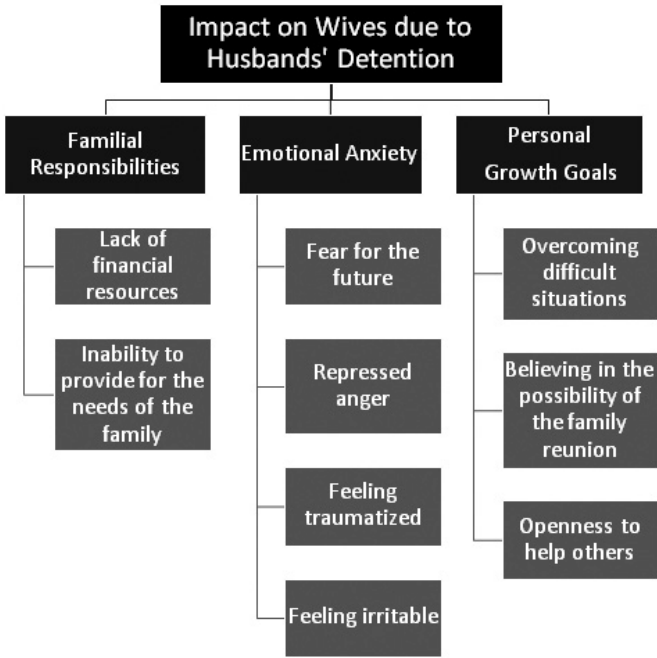 Impact on Wives due to
Husbands' Detention
Familial
Responsibilities
Lack of
financial
resources
Inability to
provide for the
needs of the
family
Emotional Anxiety
Fear for the
future
Repressed
anger
Feeling
traumatized
Feeling irritable
Personal
Growth Goals
Overcoming
difficult
situations
Believing in the
possibility of
the family
reunion
Openness to
help others